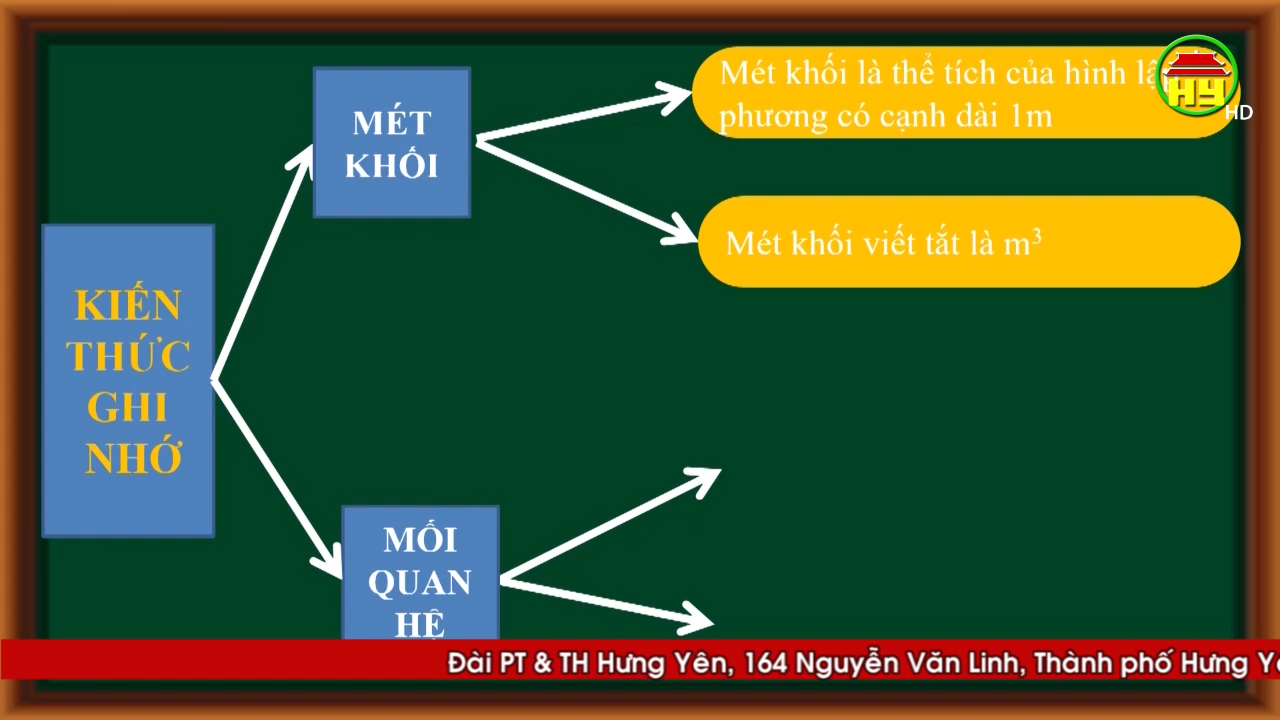 MÉT
KHỐI
Mét khối là thể tích của hình
phương có cạnh dài 1m
Mét khối viết tắt là m³
KIẾN
THỨC
GHI
NHỚ
MỐI
QUAN
HỆ
HY
HD
Đài PT & TH Hưng Yên, 164 Nguyễn Văn Linh, Thành phố Hưng